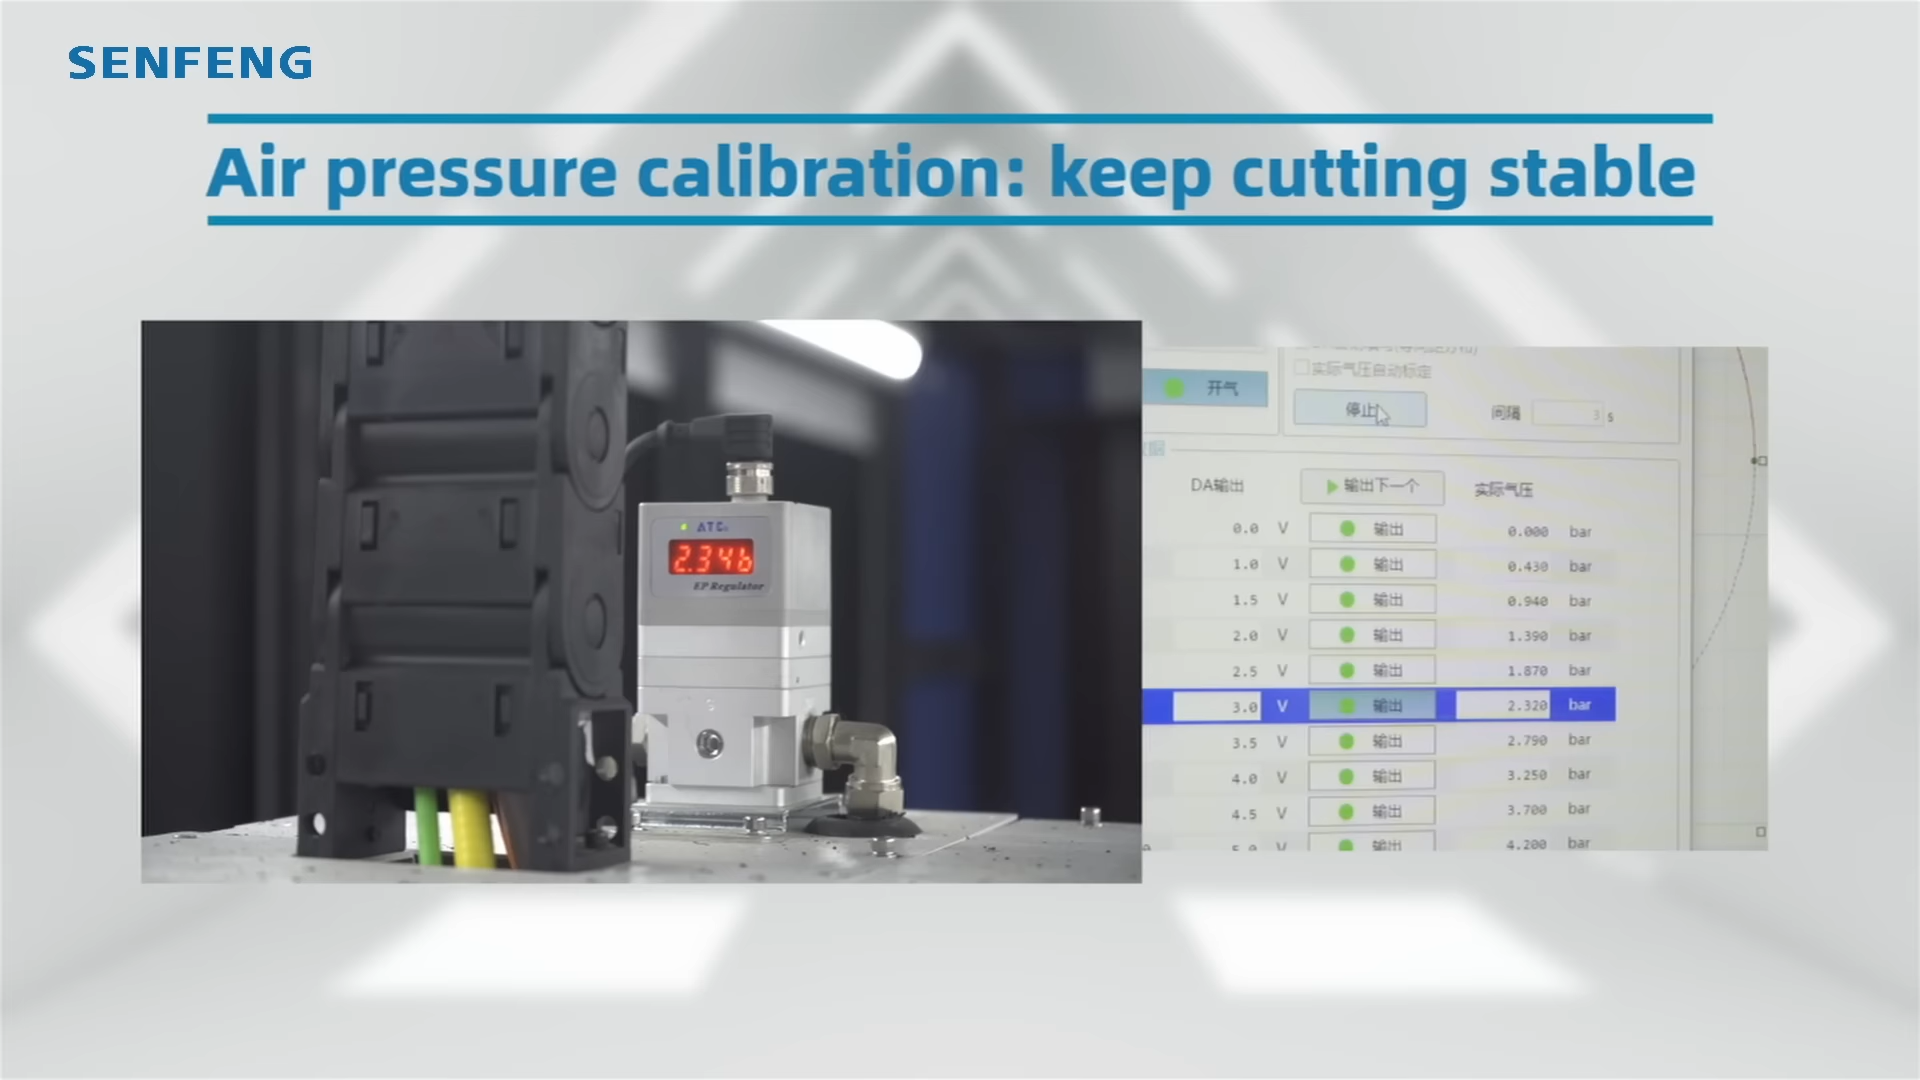 SENFENG
Air pressure calibration: keep cutting stable
ATC
2.346
EP Regulator
实际气压自动标定
开气
停止 间隔 3 s
DA输出 输出下一个 实际气压
0.0 V 输出 0.000 bar
1.0 V 输出 0.430 bar
1.5 V 输出 0.940 bar
2.0 V 输出 1.390 bar
2.5 V 输出 1.870 bar
3.0 V 输出 2.320 bar
3.5 V 输出 2.790 bar
4.0 V 输出 3.250 bar
4.5 V 输出 3.700 bar
5.0 V 输出 4.200 bar